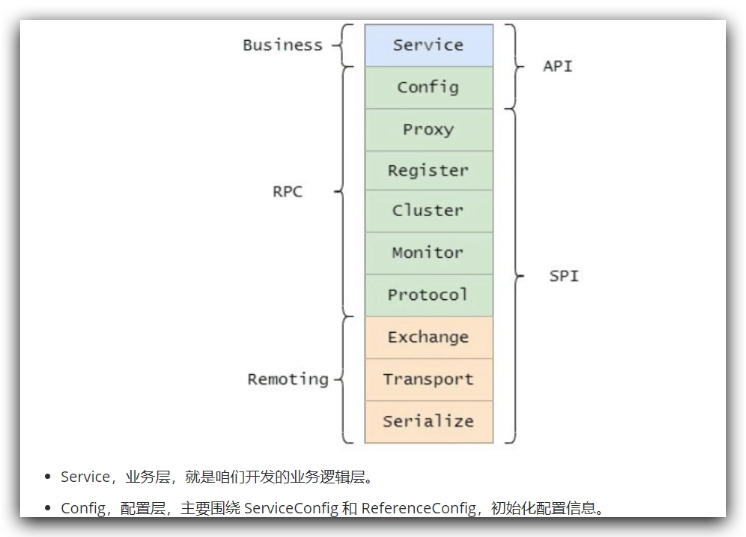 Business
Service
API
Config
Proxy
Register
RPC
Cluster
Monitor
SPI
Protocol
Exchange
Remoting
Transport
Serialize
• Service，业务层，就是咱们开发的业务逻辑层。
• Config，配置层，主要围绕 ServiceConfig 和 ReferenceConfig，初始化配置信息。